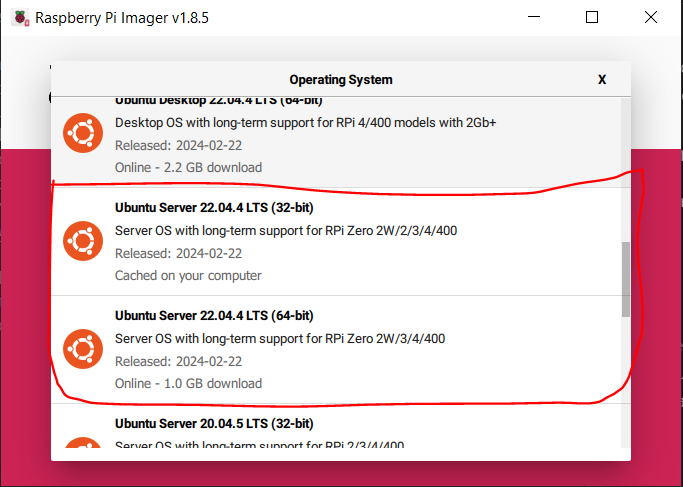 Raspberry Pi Imager v1.8.5
Operating System
X
Ubuntu Desktop 22.04.4 LTS (64-bit)
Desktop OS with long-term support for RPi 4/400 models with 2Gb+
Released: 2024-02-22
Online - 2.2 GB download
Ubuntu Server 22.04.4 LTS (32-bit)
Server OS with long-term support for RPi Zero 2W/2/3/4/400
Released: 2024-02-22
Cached on your computer
Ubuntu Server 22.04.4 LTS (64-bit)
Server OS with long-term support for RPi Zero 2W/3/4/400
Released: 2024-02-22
Online - 1.0 GB download
Ubuntu Server 20.04.5 LTS (32-bit)
Server OS with long-term support for RPi 2/3/4/400